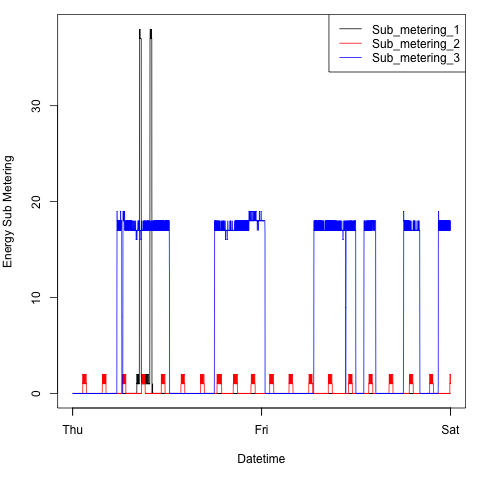 Sub_metering_1
Sub_metering_2
Sub_metering_3
Energy Sub Metering
30
20
10
0
Thu Fri Sat
Datetime